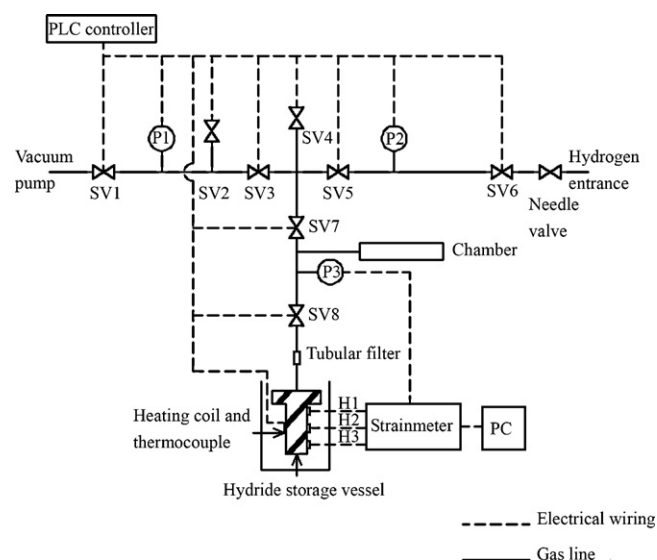 PLC controller
P1
SV4
P2
Vacuum
pump
Hydrogen
entrance
SV1
SV2
SV3
SV5
SV6
Needle
valve
SV7
Chamber
P3
SV8
Tubular filter
H1
H2
H3
Heating coil and
thermocouple
Strainmeter
PC
Hydride storage vessel
Electrical wiring
Gas line